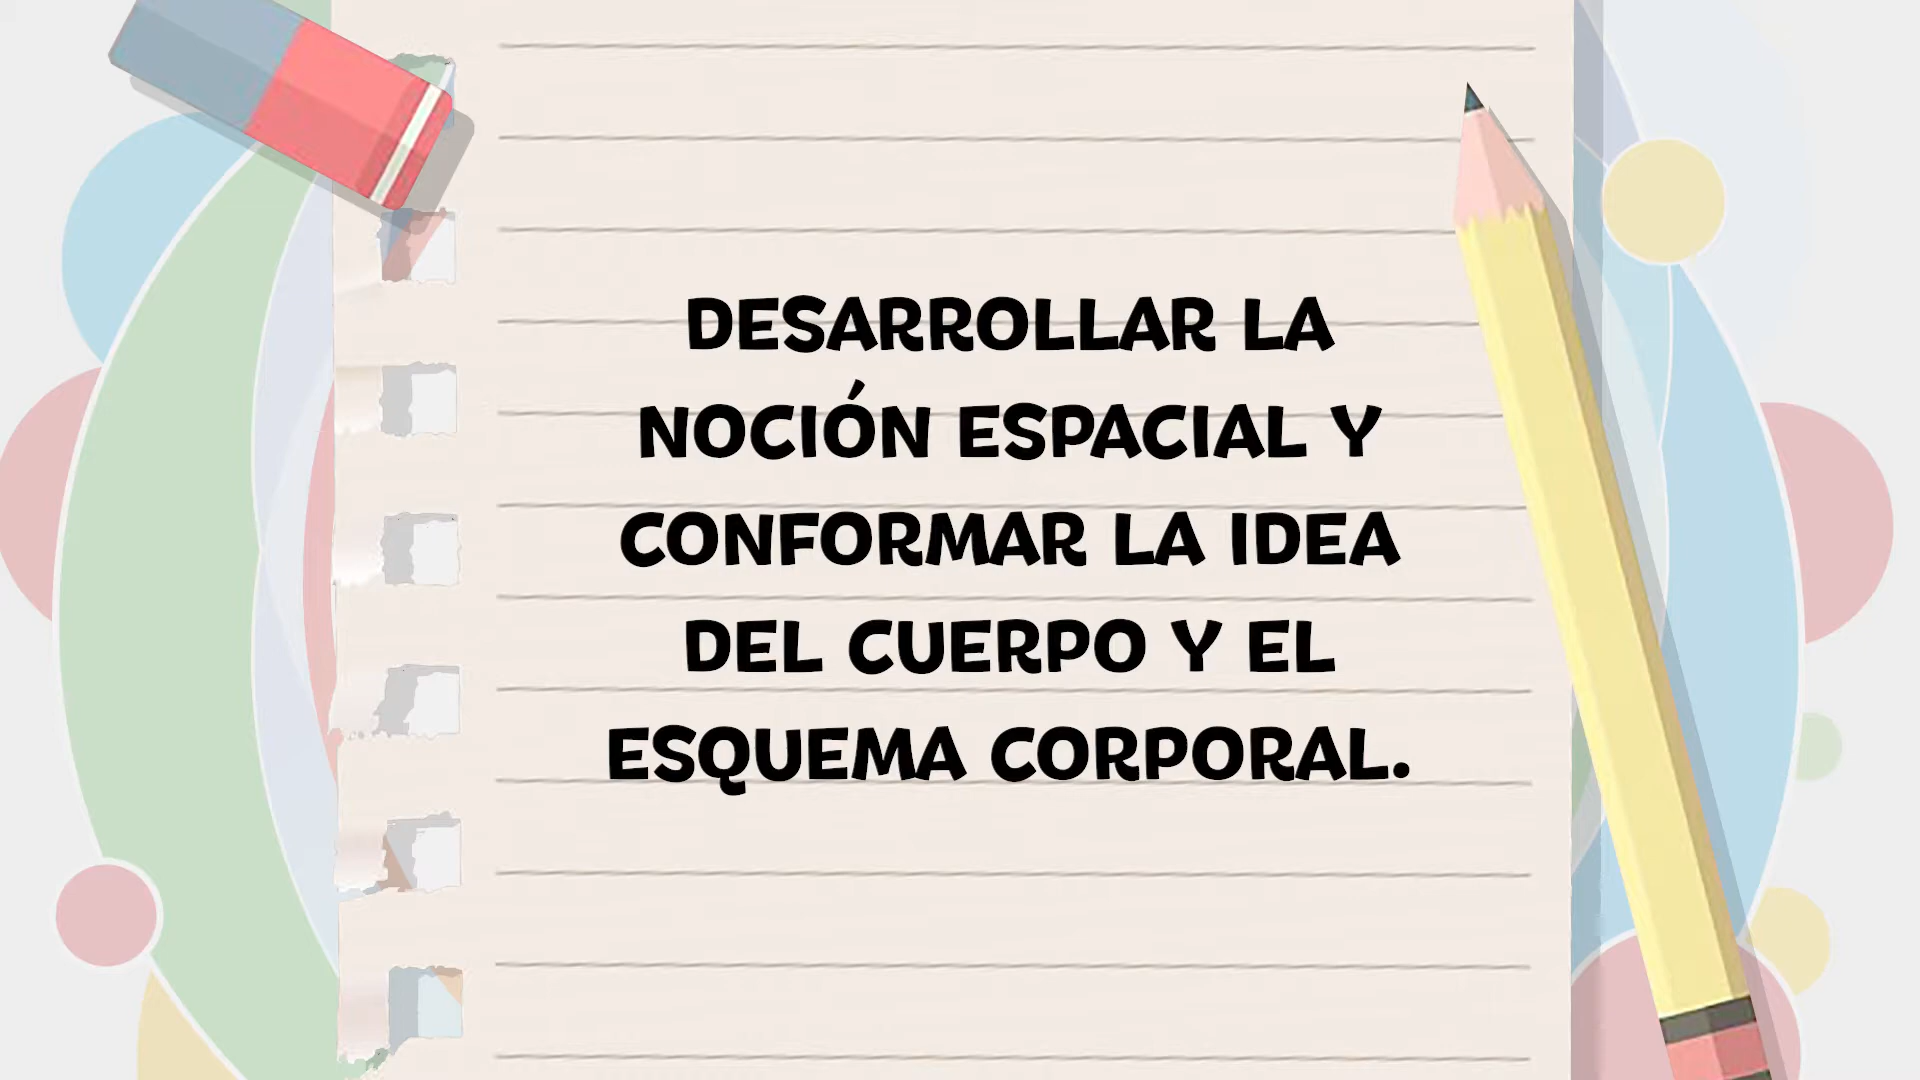 DESARROLLAR LA
NOCIÓN ESPACIAL Y
CONFORMAR LA IDEA
DEL CUERPO Y EL
ESQUEMA CORPORAL.